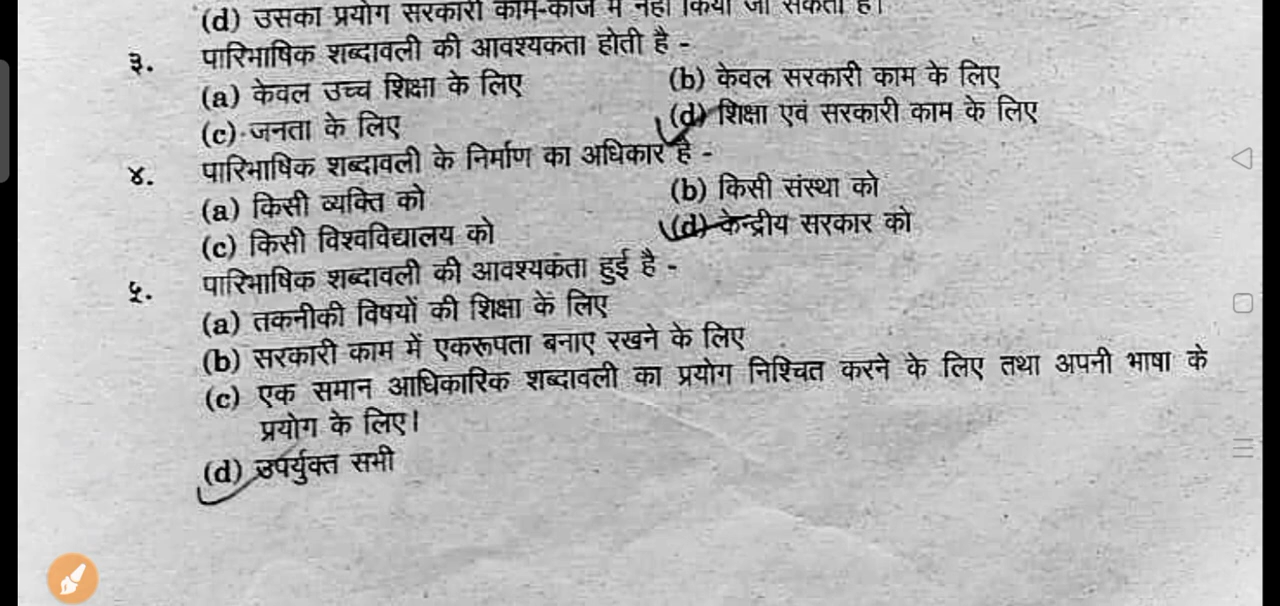 (d) उसका प्रयोग सरकारी काम-काज में नहीं किया जा सकता है।
३. पारिभाषिक शब्दावली की आवश्यकता होती है -
(a) केवल उच्च शिक्षा के लिए (b) केवल सरकारी काम के लिए
(c) जनता के लिए (d) शिक्षा एवं सरकारी काम के लिए
४. पारिभाषिक शब्दावली के निर्माण का अधिकार है -
(a) किसी व्यक्ति को (b) किसी संस्था को
(c) किसी विश्वविद्यालय को (d) केन्द्रीय सरकार को
५. पारिभाषिक शब्दावली की आवश्यकता हुई है -
(a) तकनीकी विषयों की शिक्षा के लिए
(b) सरकारी काम में एकरूपता बनाए रखने के लिए
(c) एक समान आधिकारिक शब्दावली का प्रयोग निश्चित करने के लिए तथा अपनी भाषा के
प्रयोग के लिए।
(d) उपर्युक्त सभी